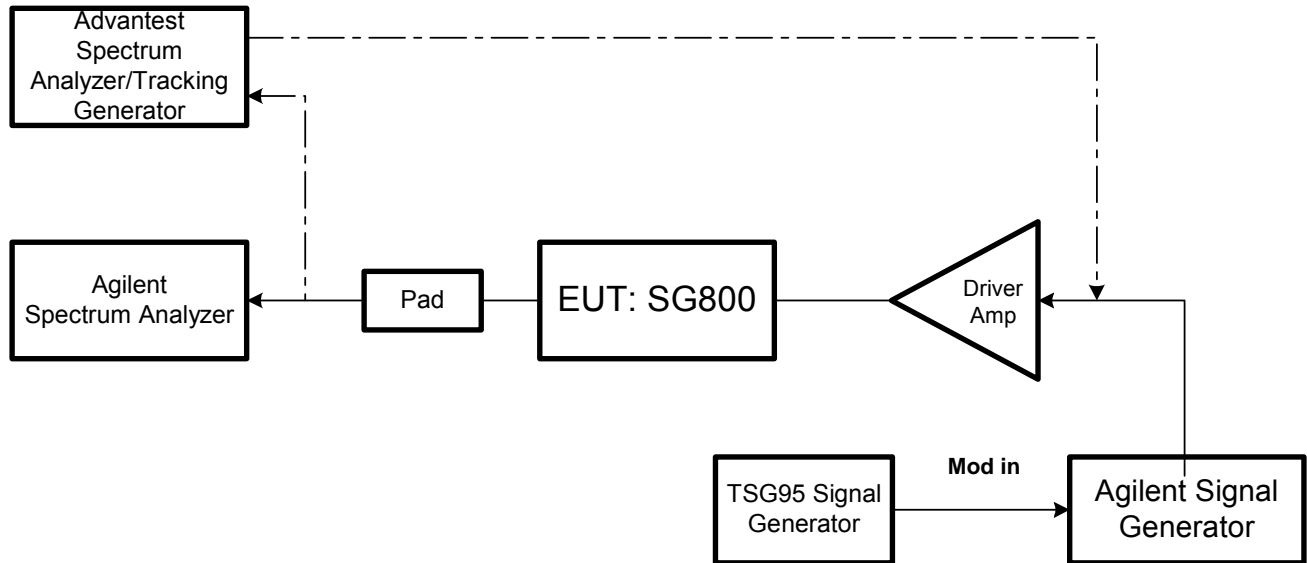 Advantest
Spectrum
Analyzer/Tracking
Generator
Agilent
Spectrum Analyzer
Pad
EUT: SG800
Driver
Amp
TSG95 Signal
Generator
Mod in
Agilent Signal
Generator